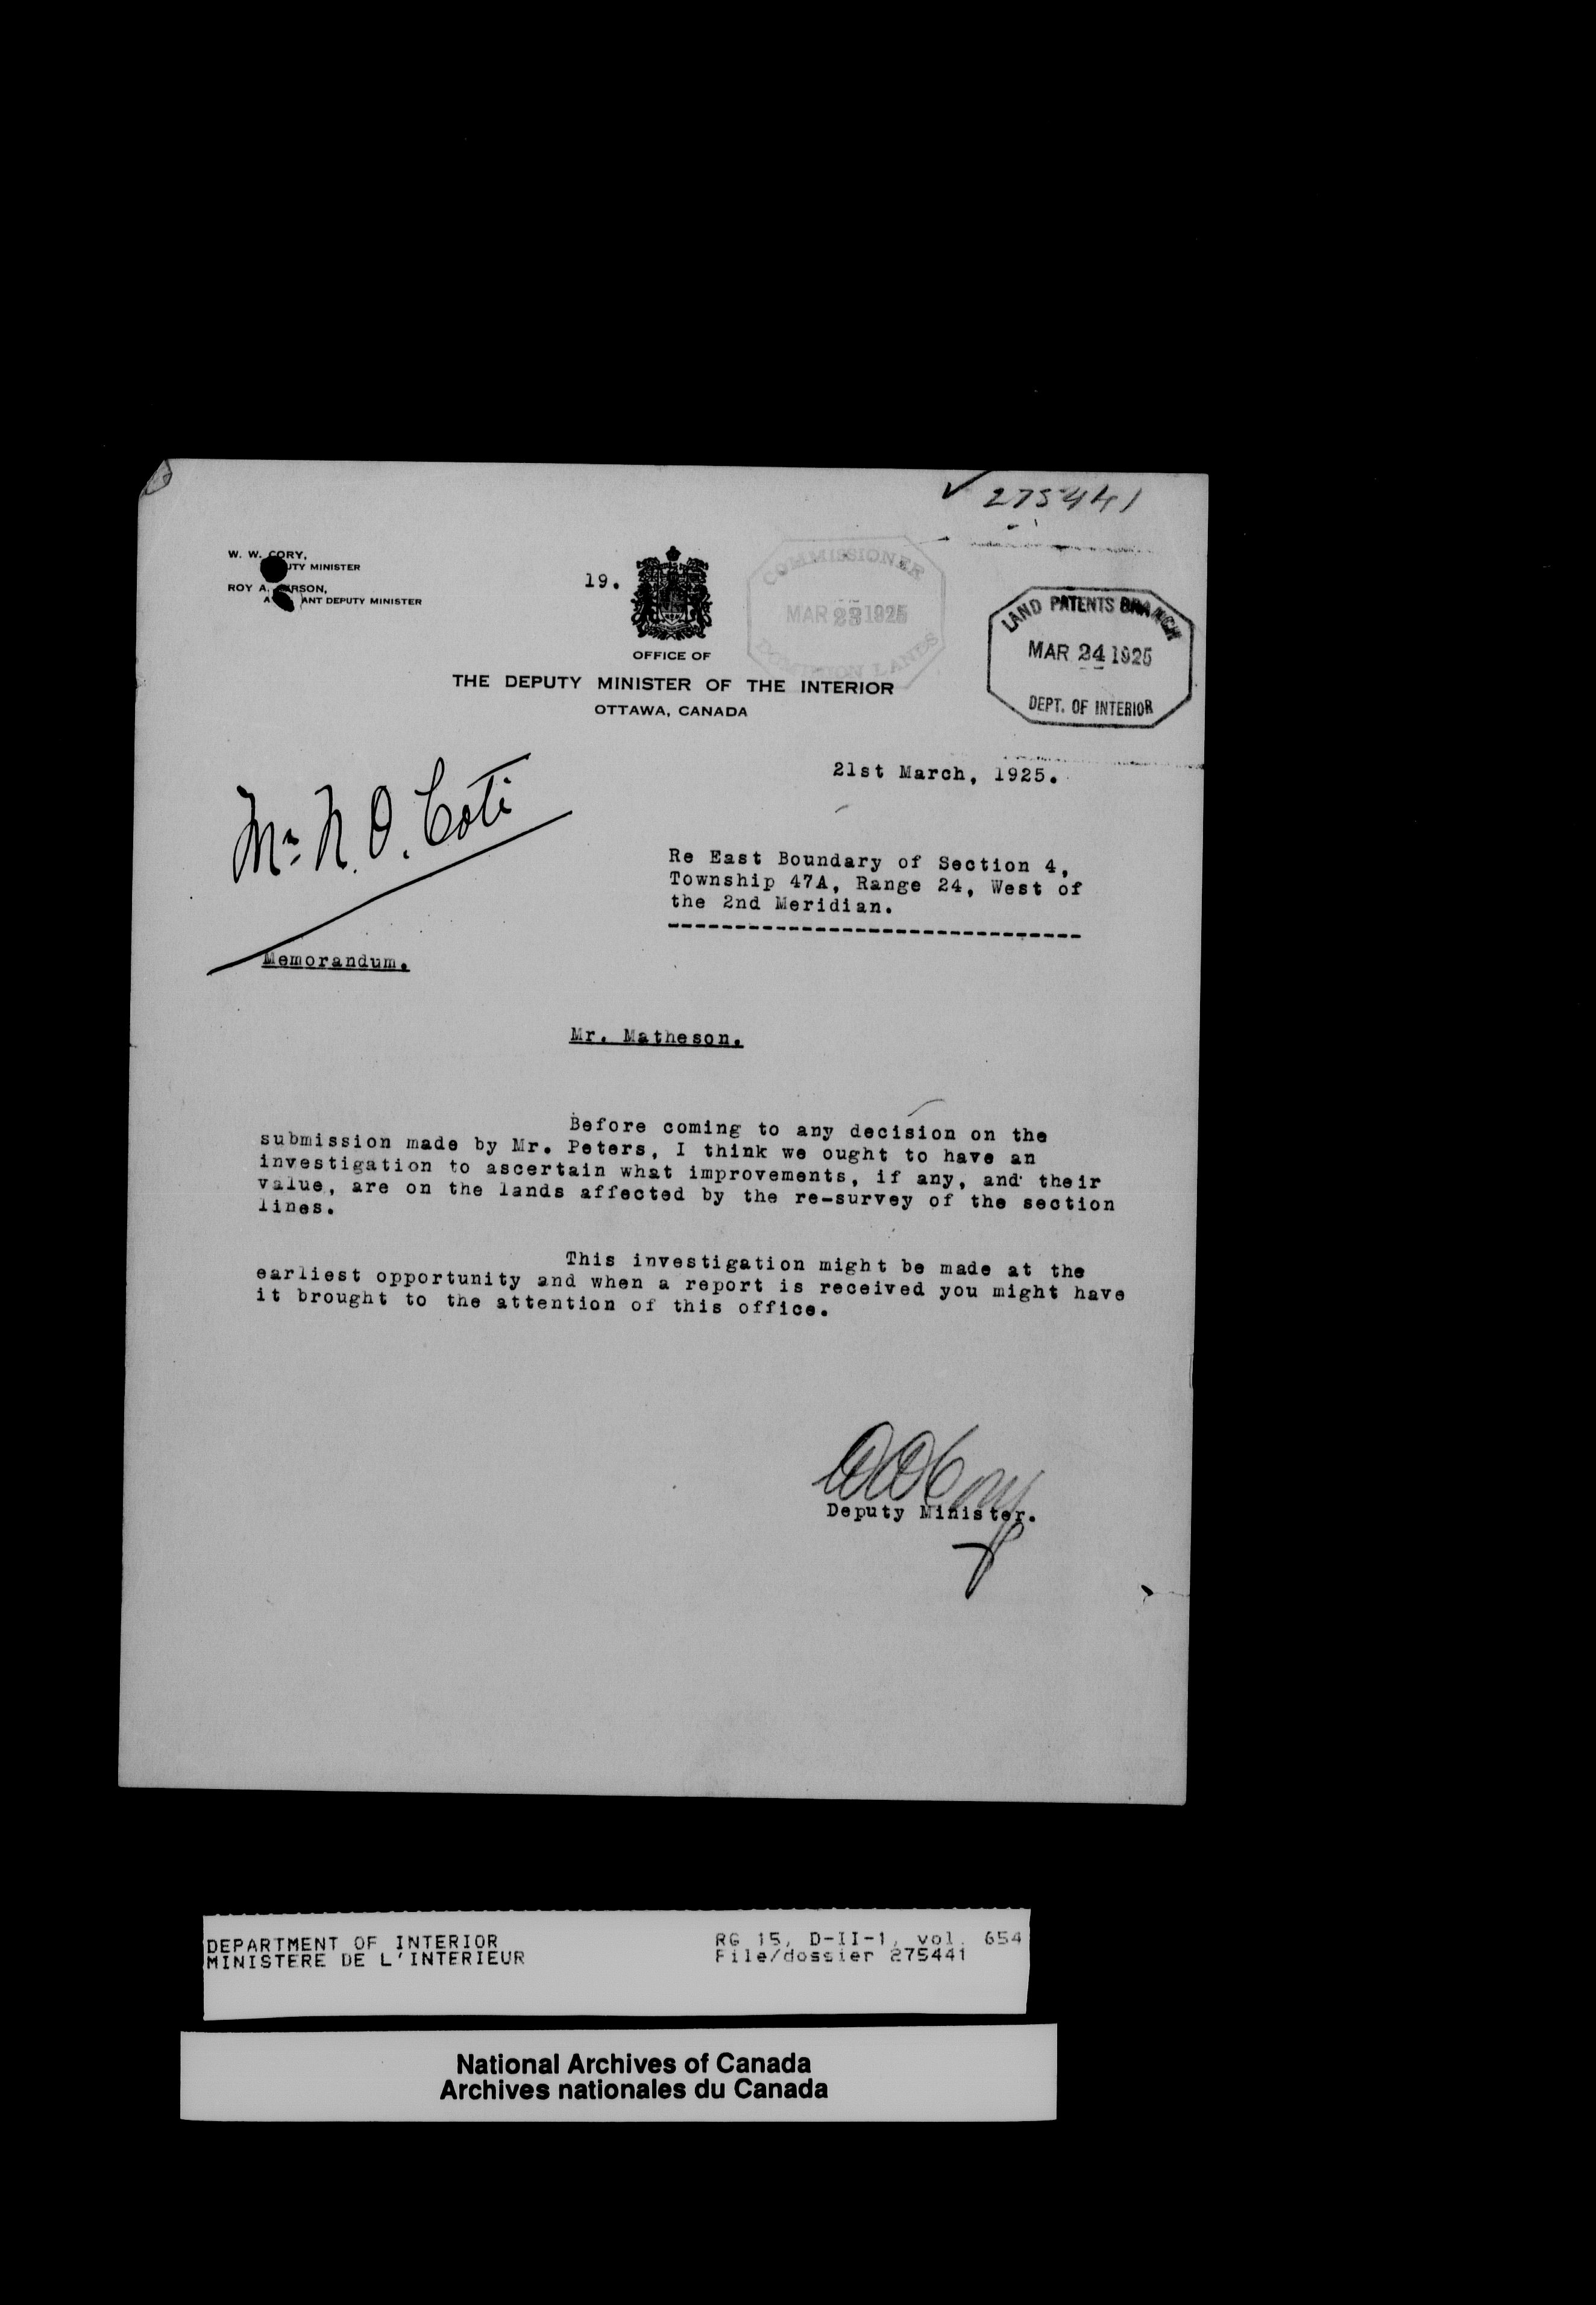 275441
W. W. CORY,
DEPUTY MINISTER
ROY A.
ANT DEPUTY MINISTER
19.
COMMISSIONER
MAR 23 1925
DOMINION LANDS
LAND PATENTS BRANCH
MAR 24 1925
DEPT. OF INTERIOR
OFFICE OF
THE DEPUTY MINISTER OF THE INTERIOR
OTTAWA, CANADA
21st March, 1925.
Mr. N. O. Coté
Re East Boundary of Section 4,
Township 47A, Range 24, West of
the 2nd Meridian.
Memorandum.
Mr. Matheson.
Before coming to any decision on the
submission made by Mr. Peters, I think we ought to have an
investigation to ascertain what improvements, if any, and their
value, are on the lands affected by the re-survey of the section
lines.
This investigation might be made at the
earliest opportunity and when a report is received you might have
it brought to the attention of this office.
WWCory
Deputy Minister.
DEPARTMENT OF INTERIOR
MINISTERE DE L'INTERIEUR
RG 15, D-II-1, vol. 654
File/dossier 275441
National Archives of Canada
Archives nationales du Canada